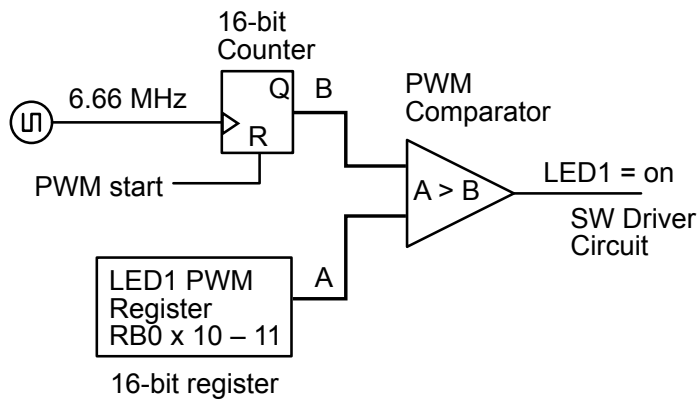 16-bit
Counter
6.66 MHz
Q
B
R
PWM start
PWM
Comparator
A > B
LED1 = on
SW Driver
Circuit
LED1 PWM
Register
RB0 x 10 – 11
A
16-bit register